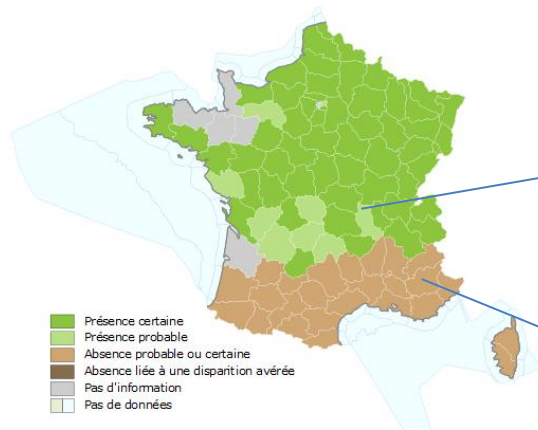 Présence certaine
Présence probable
Absence probable ou certaine
Absence liée à une disparition avérée
Pas d'information
Pas de données